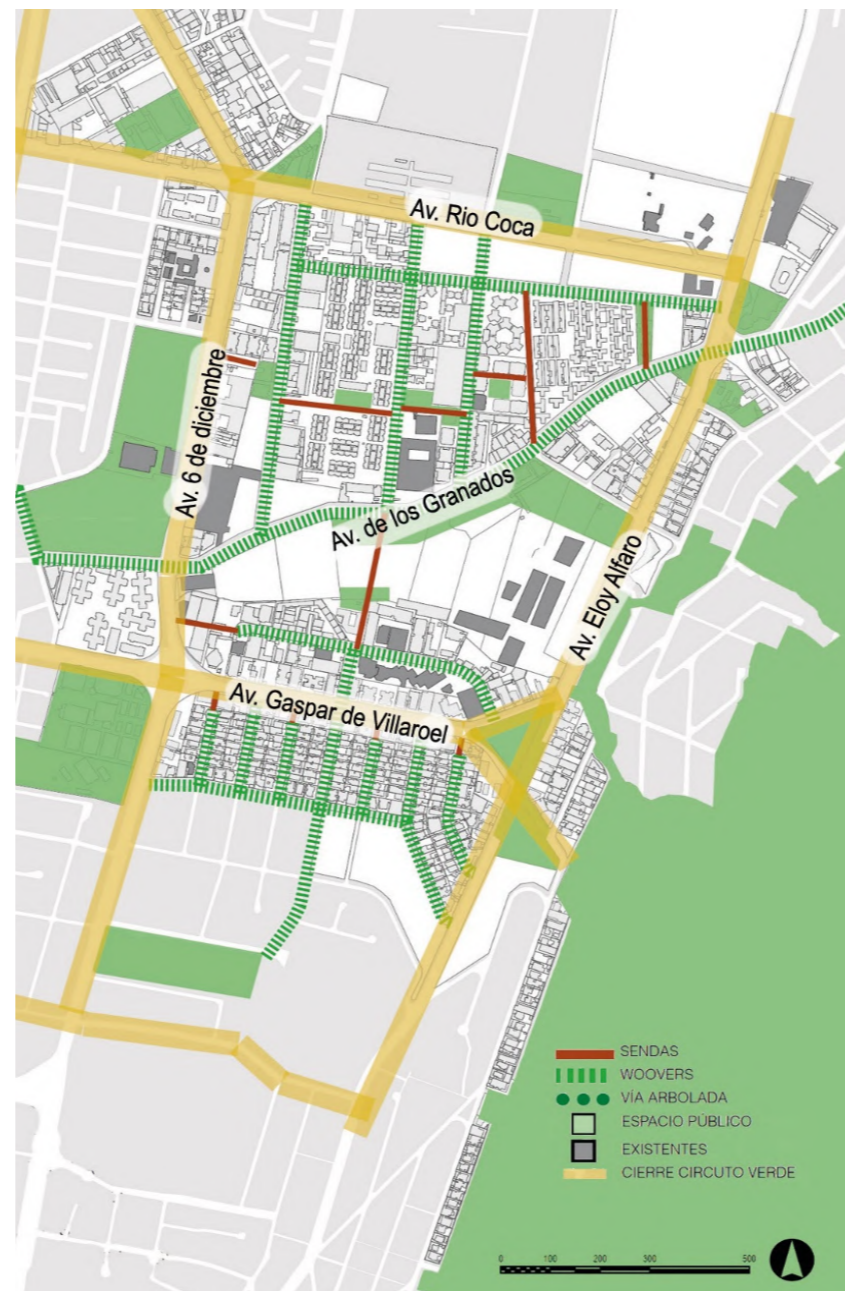 Av. Rio Coca
Av. 6 de diciembre
Av. de los Granados
Av. Eloy Alfaro
Av. Gaspar de Villaroel
SENDAS
WOOVERS
VÍA ARBOLADA
ESPACIO PÚBLICO
EXISTENTES
CIERRE CIRCUTO VERDE
0 100 200 300 500